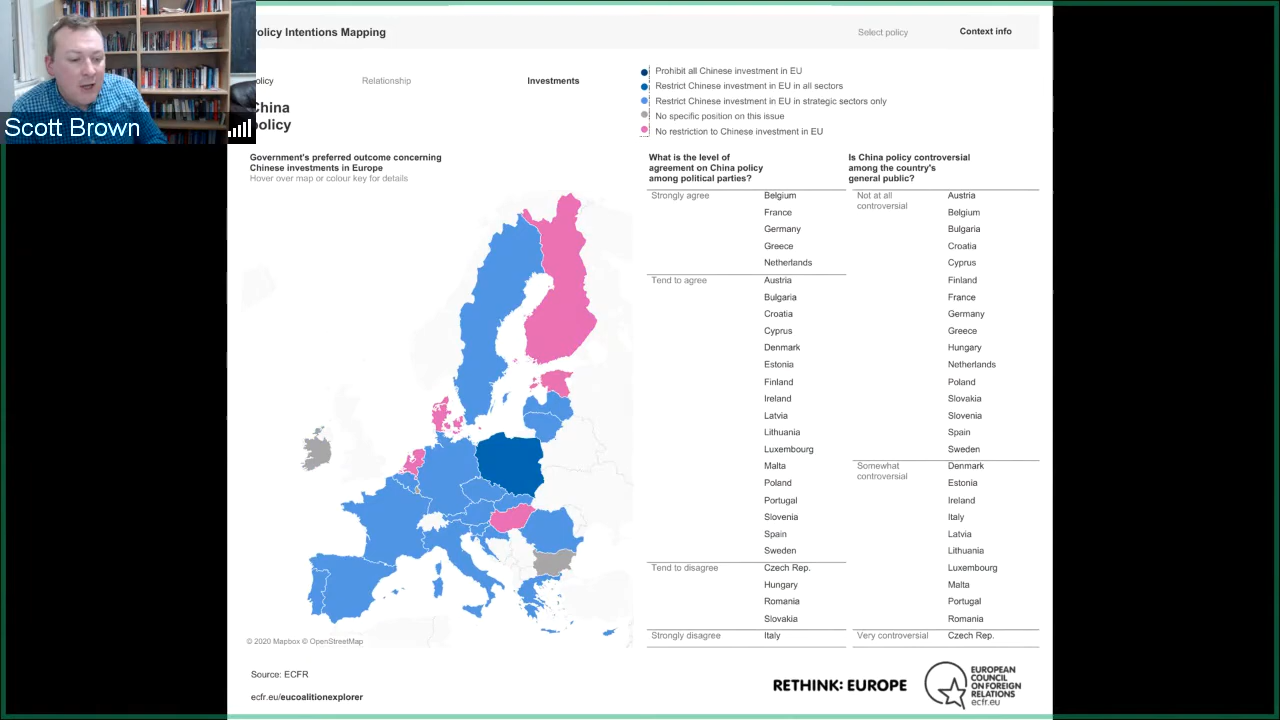 Policy Intentions Mapping
Select policy
Context info
olicy
Relationship
Investments
China
policy
Prohibit all Chinese investment in EU
Restrict Chinese investment in EU in all sectors
Restrict Chinese investment in EU in strategic sectors only
No specific position on this issue
No restriction to Chinese investment in EU
Scott Brown
Government's preferred outcome concerning
Chinese investments in Europe
Hover over map or colour key for details
© 2020 Mapbox © OpenStreetMap
What is the level of
agreement on China policy
among political parties?
Strongly agree
Belgium
France
Germany
Greece
Netherlands
Tend to agree
Austria
Bulgaria
Croatia
Cyprus
Denmark
Estonia
Finland
Ireland
Latvia
Lithuania
Luxembourg
Malta
Poland
Portugal
Slovenia
Spain
Sweden
Tend to disagree
Czech Rep.
Hungary
Romania
Slovakia
Strongly disagree
Italy
Is China policy controversial
among the country's
general public?
Not at all
controversial
Austria
Belgium
Bulgaria
Croatia
Cyprus
Finland
France
Germany
Greece
Hungary
Netherlands
Poland
Slovakia
Slovenia
Spain
Sweden
Somewhat
controversial
Denmark
Estonia
Ireland
Italy
Latvia
Lithuania
Luxembourg
Malta
Portugal
Romania
Very controversial
Czech Rep.
Source: ECFR
ecfr.eu/eucoalitionexplorer
RETHINK: EUROPE
EUROPEAN
COUNCIL
ON FOREIGN
RELATIONS
ecfr.eu